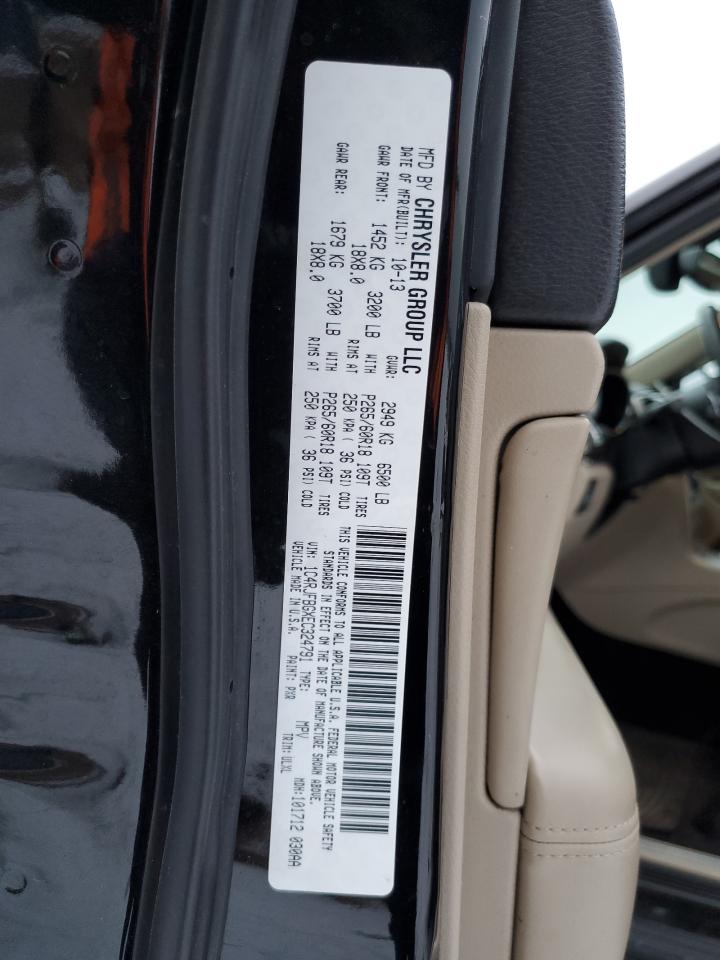 MFD BY CHRYSLER GROUP LLC
DATE OF MFR(BUILT): 10-13 GVWR: 2949 KG 6500 LB
GAWR FRONT: 1452 KG 3200 LB WITH P265/60R18 109T TIRES
18X8.0 RIMS AT 250 KPA ( 36 PSI) COLD
GAWR REAR: 1679 KG 3700 LB WITH P265/60R18 109T TIRES
18X8.0 RIMS AT 250 KPA ( 36 PSI) COLD
THIS VEHICLE CONFORMS TO ALL APPLICABLE U.S.A. FEDERAL MOTOR VEHICLE SAFETY
STANDARDS IN EFFECT ON THE DATE OF MANUFACTURE SHOWN ABOVE.
VIN: 1C4RJFBGXEC324791 TYPE: MPV MDH:101712 030AA
VEHICLE MADE IN U.S.A. PAINT: PXR TRIM: ULXL